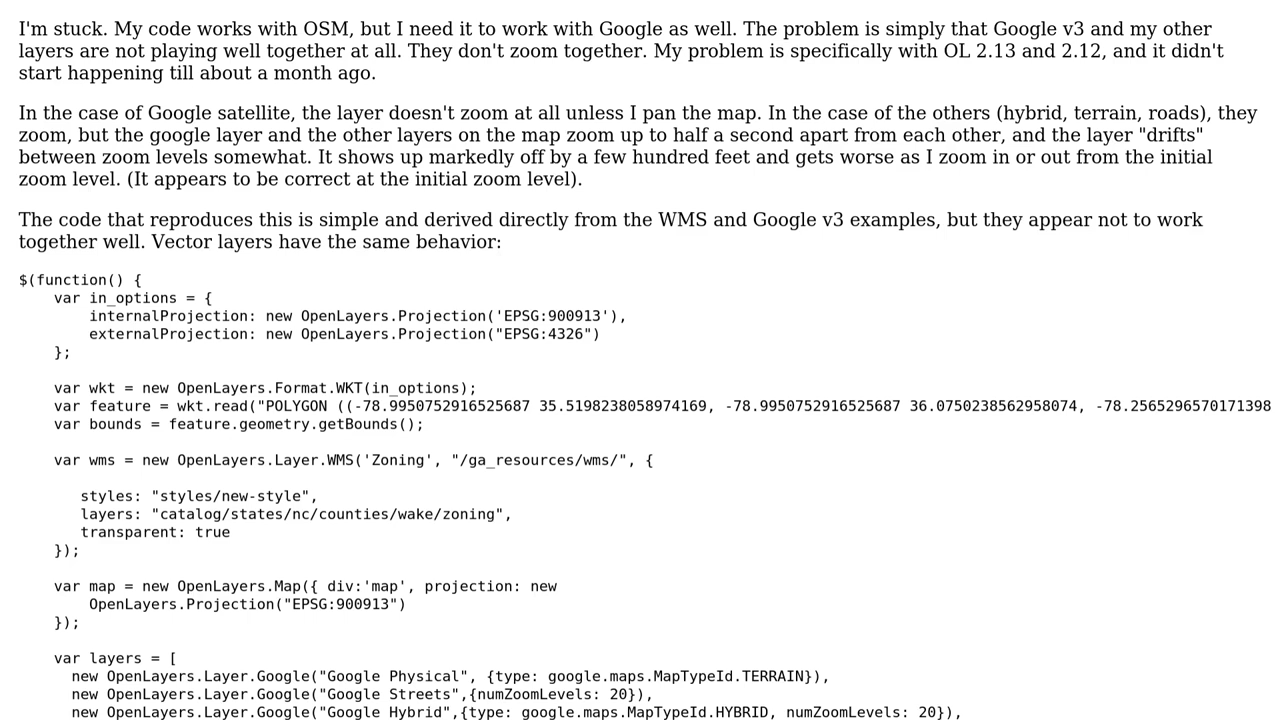 I'm stuck. My code works with OSM, but I need it to work with Google as well. The problem is simply that Google v3 and my other
layers are not playing well together at all. They don't zoom together. My problem is specifically with OL 2.13 and 2.12, and it didn't
start happening till about a month ago.
In the case of Google satellite, the layer doesn't zoom at all unless I pan the map. In the case of the others (hybrid, terrain, roads), they
zoom, but the google layer and the other layers on the map zoom up to half a second apart from each other, and the layer "drifts"
between zoom levels somewhat. It shows up markedly off by a few hundred feet and gets worse as I zoom in or out from the initial
zoom level. (It appears to be correct at the initial zoom level).
The code that reproduces this is simple and derived directly from the WMS and Google v3 examples, but they appear not to work
together well. Vector layers have the same behavior:
$(function() {
    var in_options = {
        internalProjection: new OpenLayers.Projection('EPSG:900913'),
        externalProjection: new OpenLayers.Projection("EPSG:4326")
    };
    var wkt = new OpenLayers.Format.WKT(in_options);
    var feature = wkt.read("POLYGON ((-78.9950752916525687 35.5198238058974169, -78.9950752916525687 36.0750238562958074, -78.2565296570171398
    var bounds = feature.geometry.getBounds();
    var wms = new OpenLayers.Layer.WMS('Zoning', "/ga_resources/wms/", {
       styles: "styles/new-style",
       layers: "catalog/states/nc/counties/wake/zoning",
       transparent: true
    });
    var map = new OpenLayers.Map({ div:'map', projection: new
        OpenLayers.Projection("EPSG:900913")
    });
    var layers = [
      new OpenLayers.Layer.Google("Google Physical", {type: google.maps.MapTypeId.TERRAIN}),
      new OpenLayers.Layer.Google("Google Streets",{numZoomLevels: 20}),
      new OpenLayers.Layer.Google("Google Hybrid",{type: google.maps.MapTypeId.HYBRID, numZoomLevels: 20}),